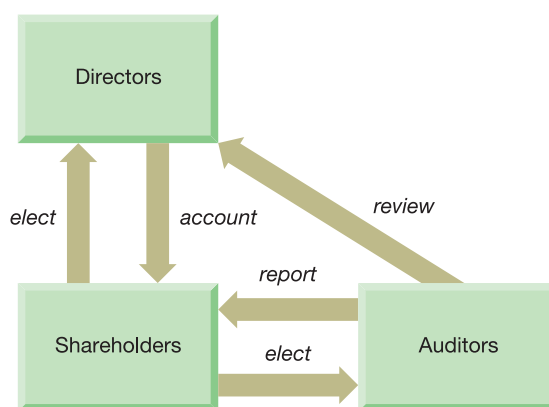 Directors
elect
account
review
report
Shareholders
Auditors
elect